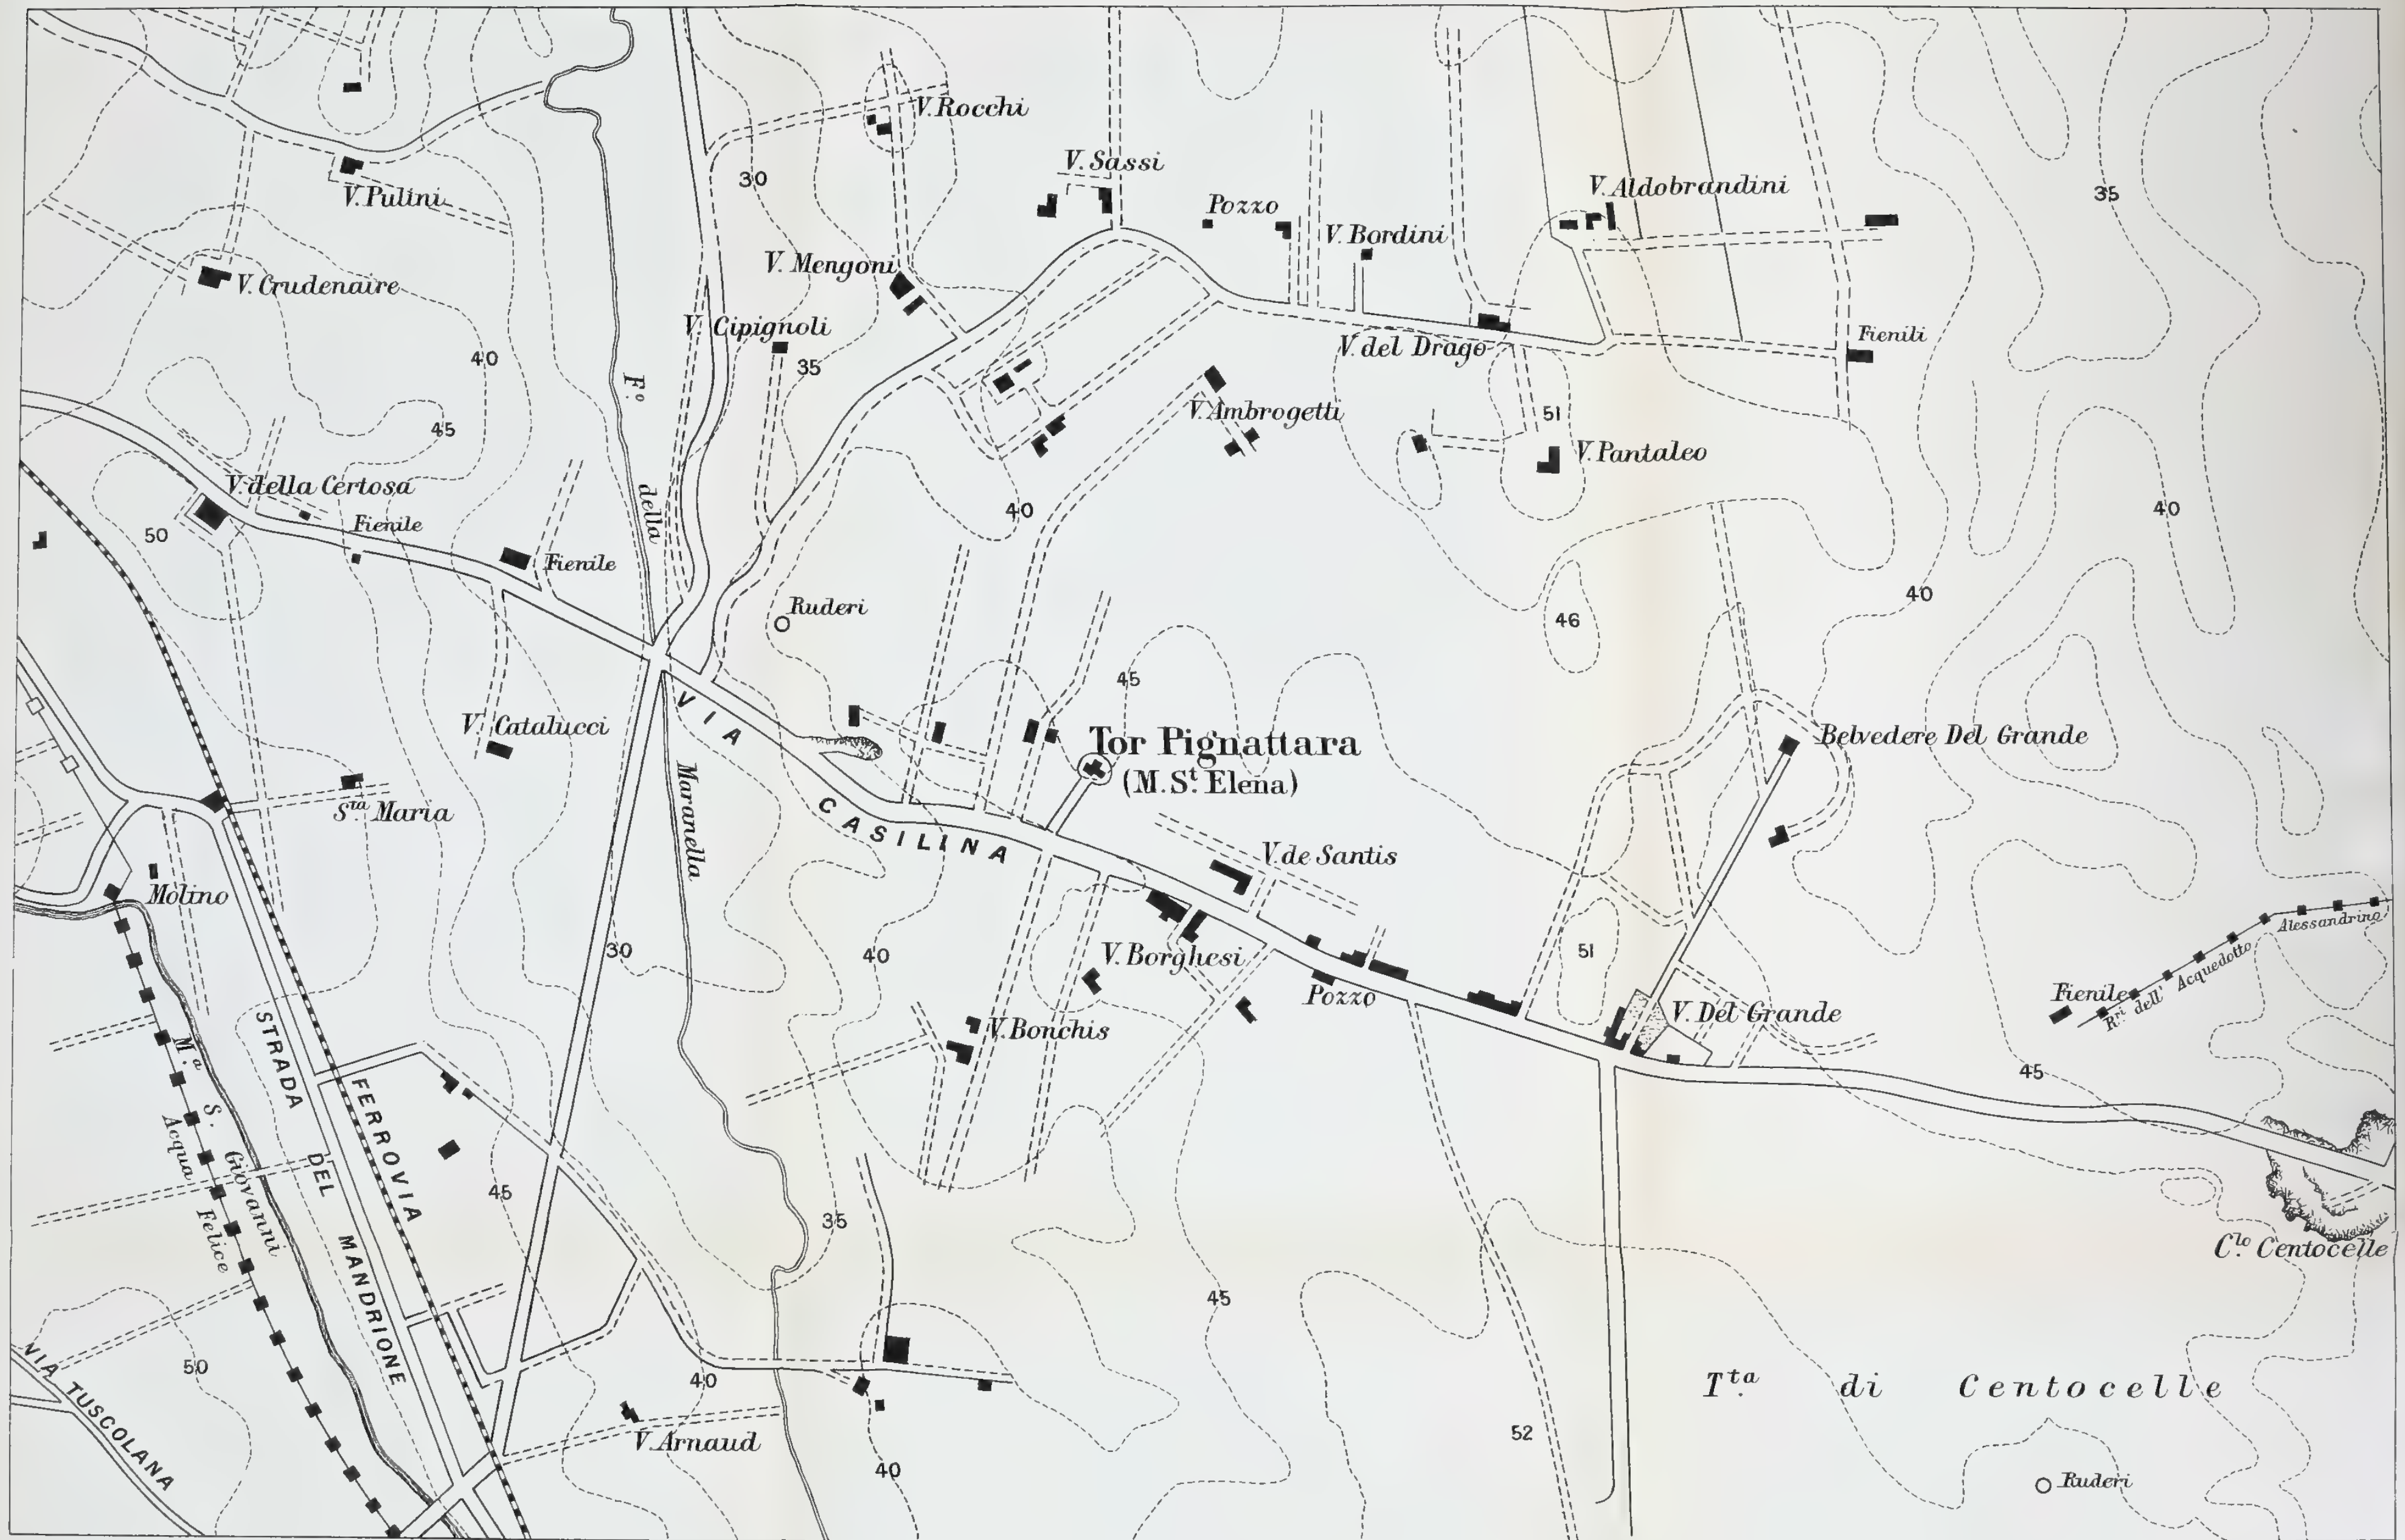 V. Rocchi
V. Sassi
30
V. Aldobrandini
35
V. Pulini
Pozzo
V. Bordini
V. Mengoni
V. Crudenaire
V. Cipignoli
Fienili
V. del Drago
40
35
F.º della Maranella
V. Ambrogetti
51
45
V. Pantaleo
V. della Certosa
40
40
Fienile
50
Fienile
40
Ruderi
46
45
VIA CASILINA
V. Catalucci
Tor Pignattara
(M. St. Elena)
Belvedere Del Grande
Sta Maria
V. de Santis
Molino
Alessandrino
30
40
V. Borghesi
51
Rri dell' Acquedotto
Pozzo
Fienile
V. Bonchis
V. Del Grande
STRADA DEL MANDRIONE
FERROVIA
Mª S. Giovanni
Acqua Felice
45
45
35
Clo Centocelle
45
50
40
Tta di Centocelle
VIA TUSCOLANA
V. Arnaud
52
40
Ruderi